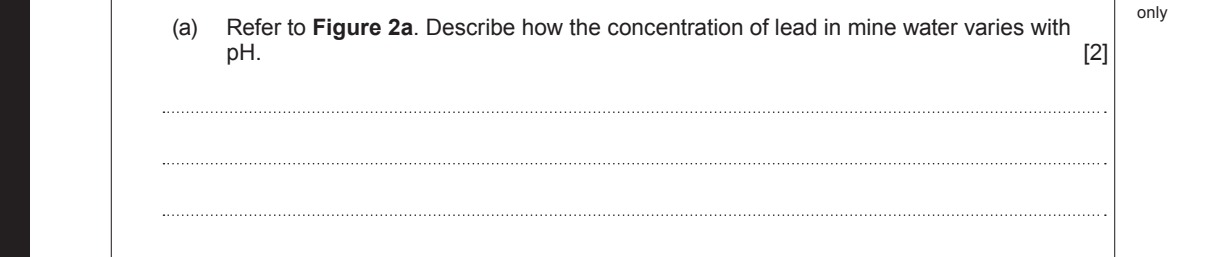 only
(a) Refer to Figure 2a. Describe how the concentration of lead in mine water varies with
pH. [2]